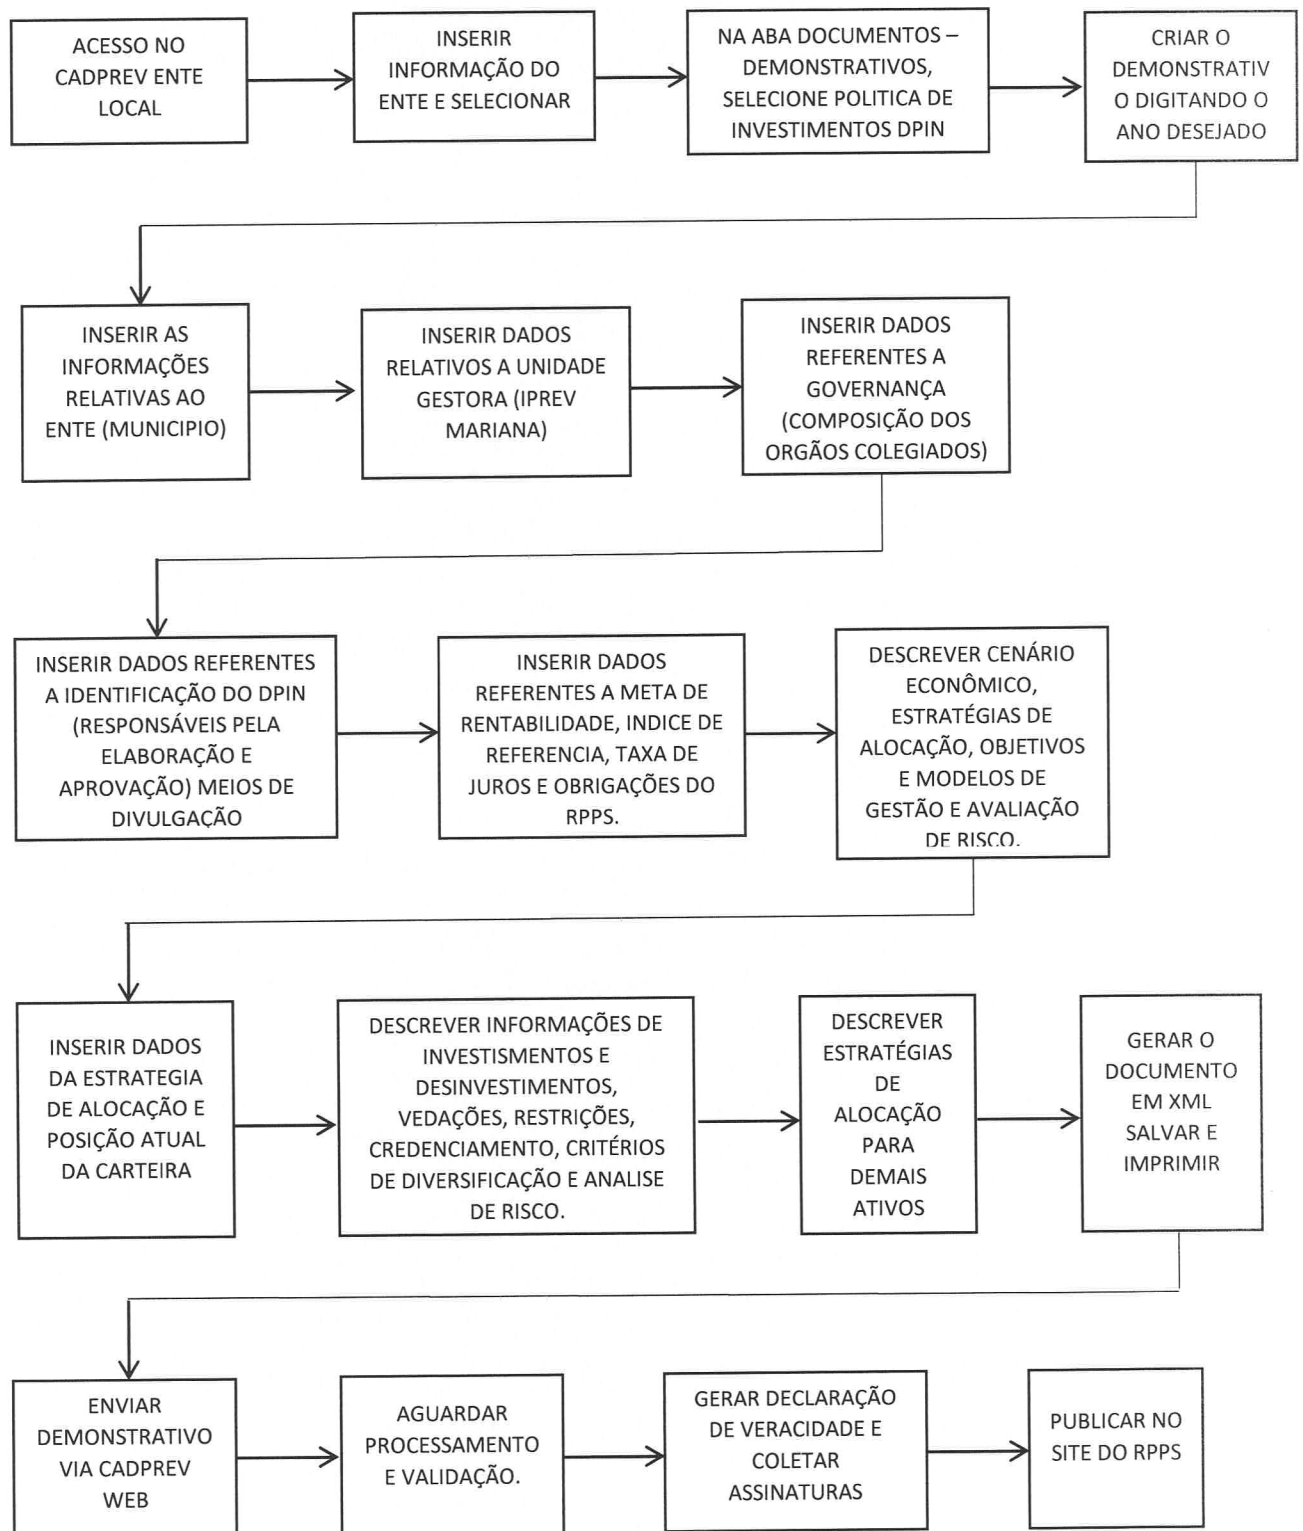 ACESSO NO
CADPREV ENTE
LOCAL
INSERIR
INFORMAÇÃO DO
ENTE E SELECIONAR
NA ABA DOCUMENTOS –
DEMONSTRATIVOS,
SELECIONE POLITICA DE
INVESTIMENTOS DPIN
CRIAR O
DEMONSTRATIV
O DIGITANDO O
ANO DESEJADO
INSERIR AS
INFORMAÇÕES
RELATIVAS AO
ENTE (MUNICIPIO)
INSERIR DADOS
RELATIVOS A UNIDADE
GESTORA (IPREV
MARIANA)
INSERIR DADOS
REFERENTES A
GOVERNANÇA
(COMPOSIÇÃO DOS
ORGÃOS COLEGIADOS)
INSERIR DADOS REFERENTES
A IDENTIFICAÇÃO DO DPIN
(RESPONSÁVEIS PELA
ELABORAÇÃO E
APROVAÇÃO) MEIOS DE
DIVULGAÇÃO
INSERIR DADOS
REFERENTES A META DE
RENTABILIDADE, INDICE DE
REFERENCIA, TAXA DE
JUROS E OBRIGAÇÕES DO
RPPS.
DESCREVER CENÁRIO
ECONÔMICO,
ESTRATÉGIAS DE
ALOCAÇÃO, OBJETIVOS
E MODELOS DE
GESTÃO E AVALIAÇÃO
DE RISCO.
INSERIR DADOS
DA ESTRATEGIA
DE ALOCAÇÃO E
POSIÇÃO ATUAL
DA CARTEIRA
DESCREVER INFORMAÇÕES DE
INVESTISMENTOS E
DESINVESTIMENTOS,
VEDAÇÕES, RESTRIÇÕES,
CREDENCIAMENTO, CRITÉRIOS
DE DIVERSIFICAÇÃO E ANALISE
DE RISCO.
DESCREVER
ESTRATÉGIAS
DE
ALOCAÇÃO
PARA
DEMAIS
ATIVOS
GERAR O
DOCUMENTO
EM XML
SALVAR E
IMPRIMIR
ENVIAR
DEMONSTRATIVO
VIA CADPREV
WEB
AGUARDAR
PROCESSAMENTO
E VALIDAÇÃO.
GERAR DECLARAÇÃO
DE VERACIDADE E
COLETAR
ASSINATURAS
PUBLICAR NO
SITE DO RPPS